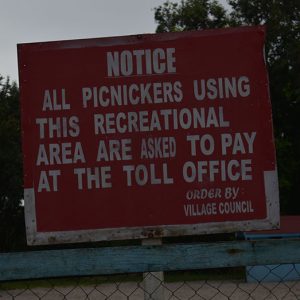 NOTICE
ALL PICNICKERS USING
THIS RECREATIONAL
AREA ARE ASKED TO PAY
AT THE TOLL OFFICE
ORDER BY:
VILLAGE COUNCIL